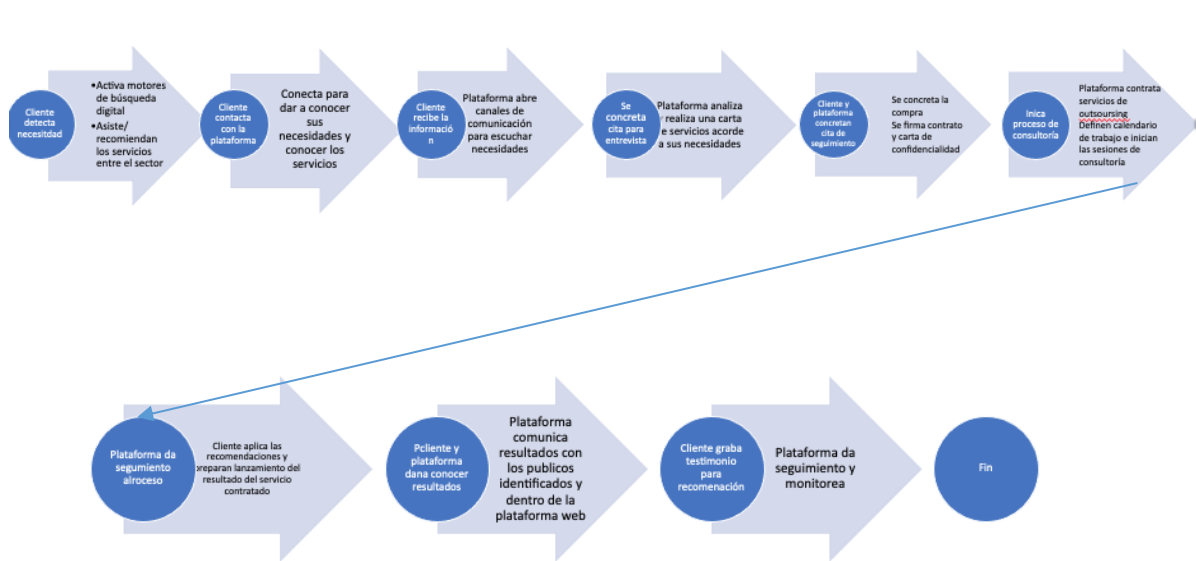 Cliente
detecta
necesitdad
•Activa motores
de búsqueda
digital
•Asiste/
recomiendan
los servicios
entre el sector
Cliente
contacta
con la
plataforma
Conecta para
dar a conocer
sus
necesidades y
conocer los
servicios
Cliente
recibe la
informació
n
Plataforma abre
canales de
comunicación
para escuchar
necesidades
Se
concreta
cita para
entrevista
Plataforma analiza
y realiza una carta
de servicios acorde
a sus necesidades
Cliente y
plataforma
concretan
cita de
seguimiento
Se concreta la
compra
Se firma contrato
y carta de
confidencialidad
Inica
proceso de
consultoría
Plataforma contrata
servicios de
outsoursing
Definen calendario
de trabajo e inician
las sesiones de
consultoría
Plataforma da
segumiento
alroceso
Cliente aplica las
recomendaciones y
preparan lanzamiento del
resultado del servicio
contratado
Pcliente y
plataforma
dana conocer
resultados
Plataforma
comunica
resultados con
los publicos
identificados y
dentro de la
plataforma web
Cliente graba
testimonio
para
recomenación
Plataforma da
seguimiento y
monitorea
Fin